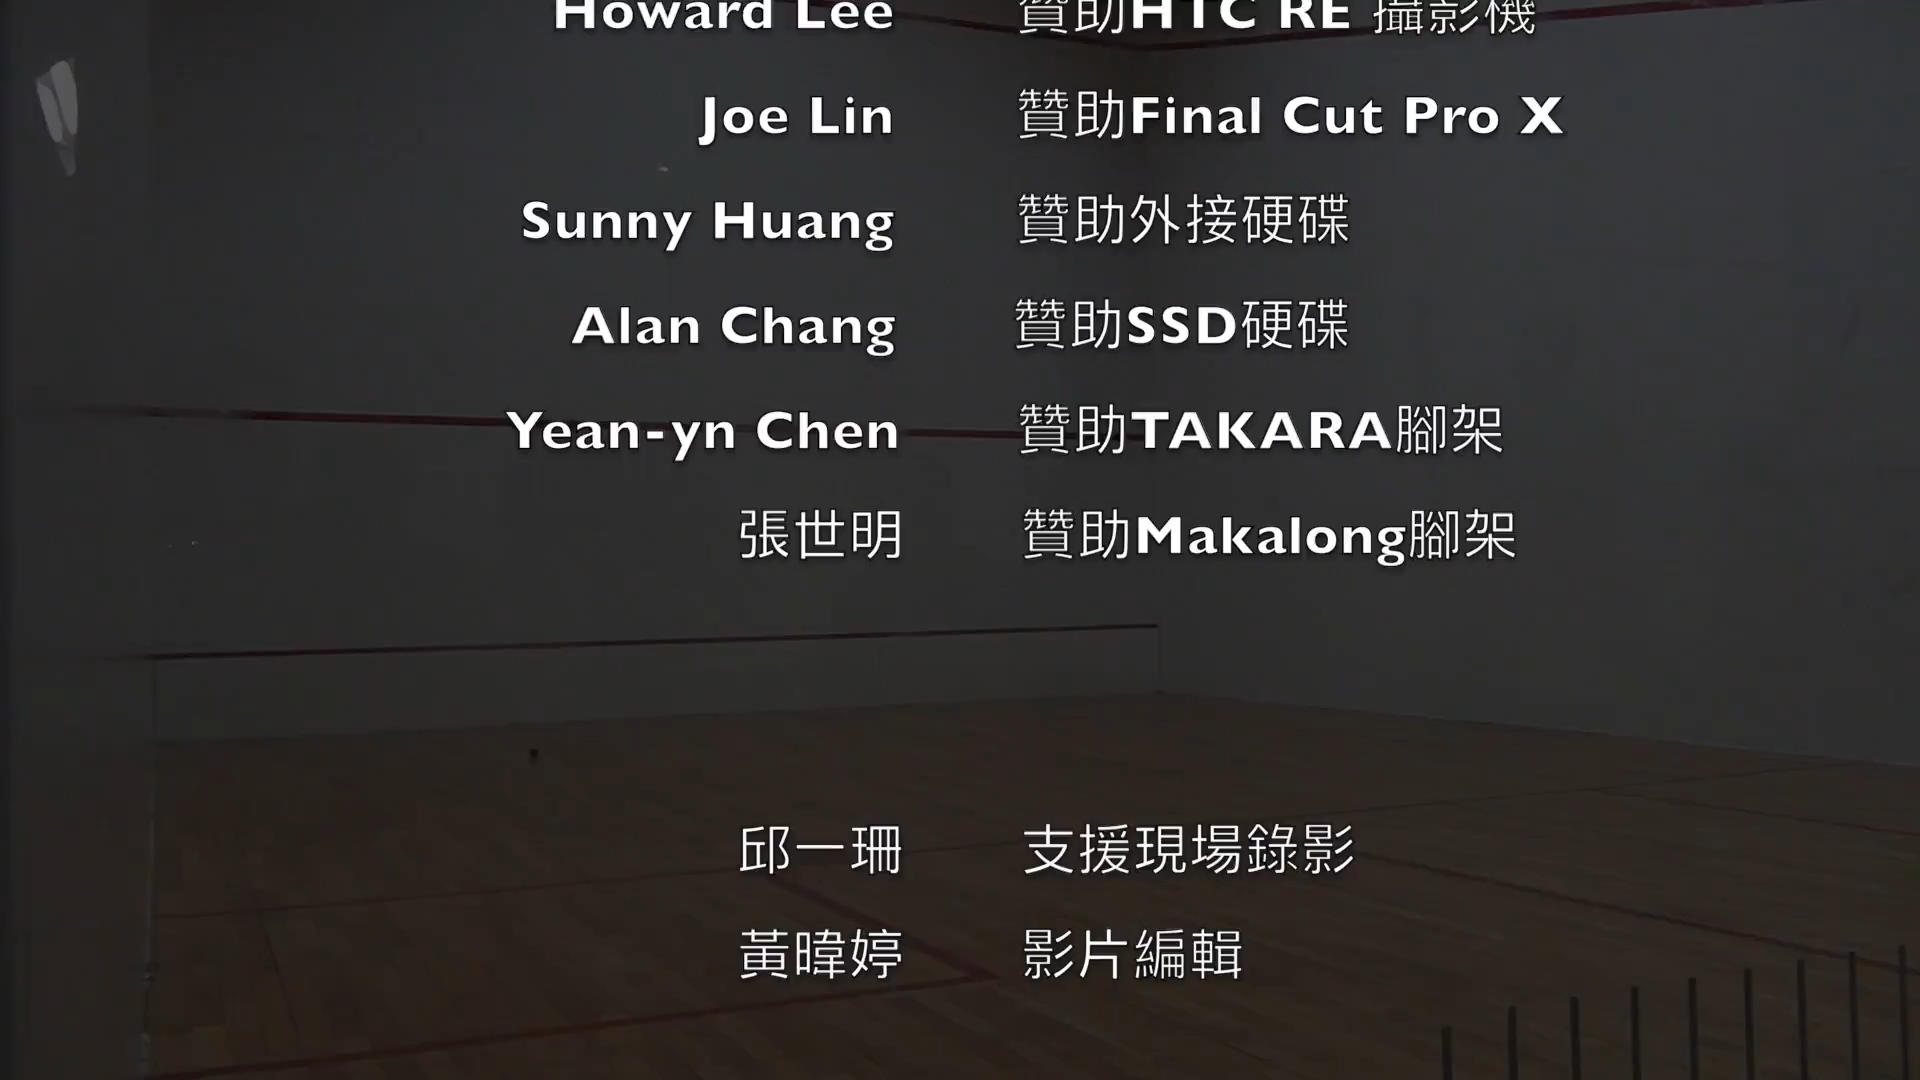 Howard Lee 贊助HTC RE 攝影機
Joe Lin 贊助Final Cut Pro X
Sunny Huang 贊助外接硬碟
Alan Chang 贊助SSD硬碟
Yean-yn Chen 贊助TAKARA腳架
張世明 贊助Makalong腳架
邱一珊 支援現場錄影
黃暐婷 影片編輯